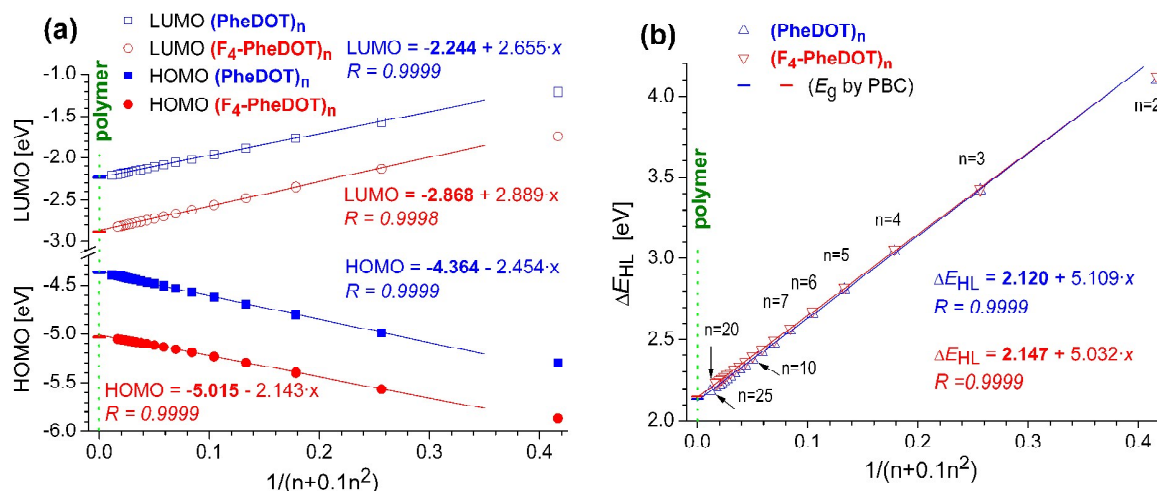 (a)
LUMO (PheDOT)n
LUMO (F4-PheDOT)n
HOMO (PheDOT)n
HOMO (F4-PheDOT)n
LUMO = -2.244 + 2.655·x
R = 0.9999
polymer
LUMO = -2.868 + 2.889·x
R = 0.9998
HOMO = -4.364 - 2.454·x
R = 0.9999
HOMO = -5.015 - 2.143·x
R = 0.9999
LUMO [eV]
HOMO [eV]
-1.0
-1.5
-2.0
-2.5
-3.0
-4.5
-5.0
-5.5
-6.0
0.0 0.1 0.2 0.3 0.4
1/(n+0.1n²)
(b)
(PheDOT)n
(F4-PheDOT)n
(Eg by PBC)
polymer
n=2
n=3
n=4
n=5
n=6
n=7
n=20
n=10
n=25
ΔEHL = 2.120 + 5.109·x
R = 0.9999
ΔEHL = 2.147 + 5.032·x
R =0.9999
ΔEHL [eV]
4.0
3.5
3.0
2.5
2.0
0.0 0.1 0.2 0.3 0.4
1/(n+0.1n²)